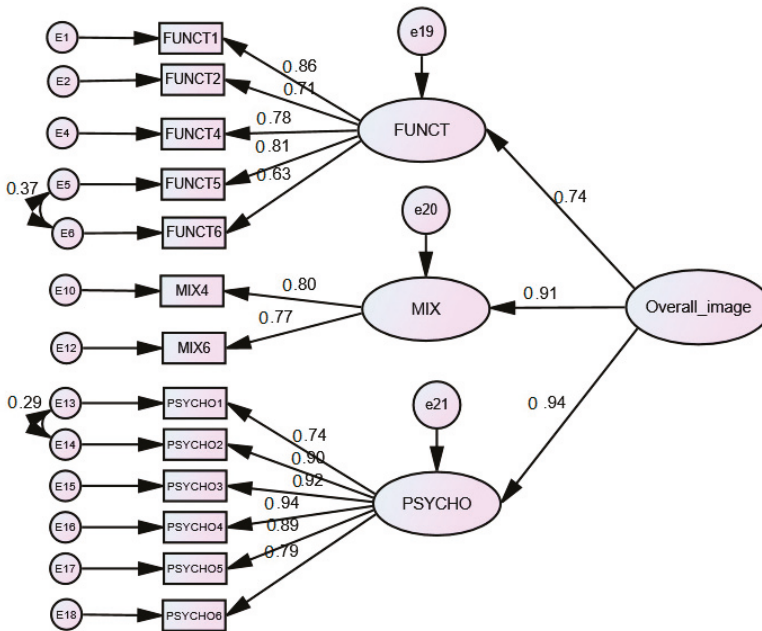 E1
FUNCT1
e19
0.86
E2
FUNCT2
0.71
E4
FUNCT4
0.78
FUNCT
E5
FUNCT5
0.81
0.37
0.63
E6
FUNCT6
0.74
e20
E10
MIX4
0.80
0.91
MIX
Overall_image
E12
MIX6
0.77
E13
PSYCHO1
0.29
e21
0.94
E14
PSYCHO2
0.74
0.90
E15
PSYCHO3
0.92
PSYCHO
E16
PSYCHO4
0.94
0.89
E17
PSYCHO5
0.79
E18
PSYCHO6